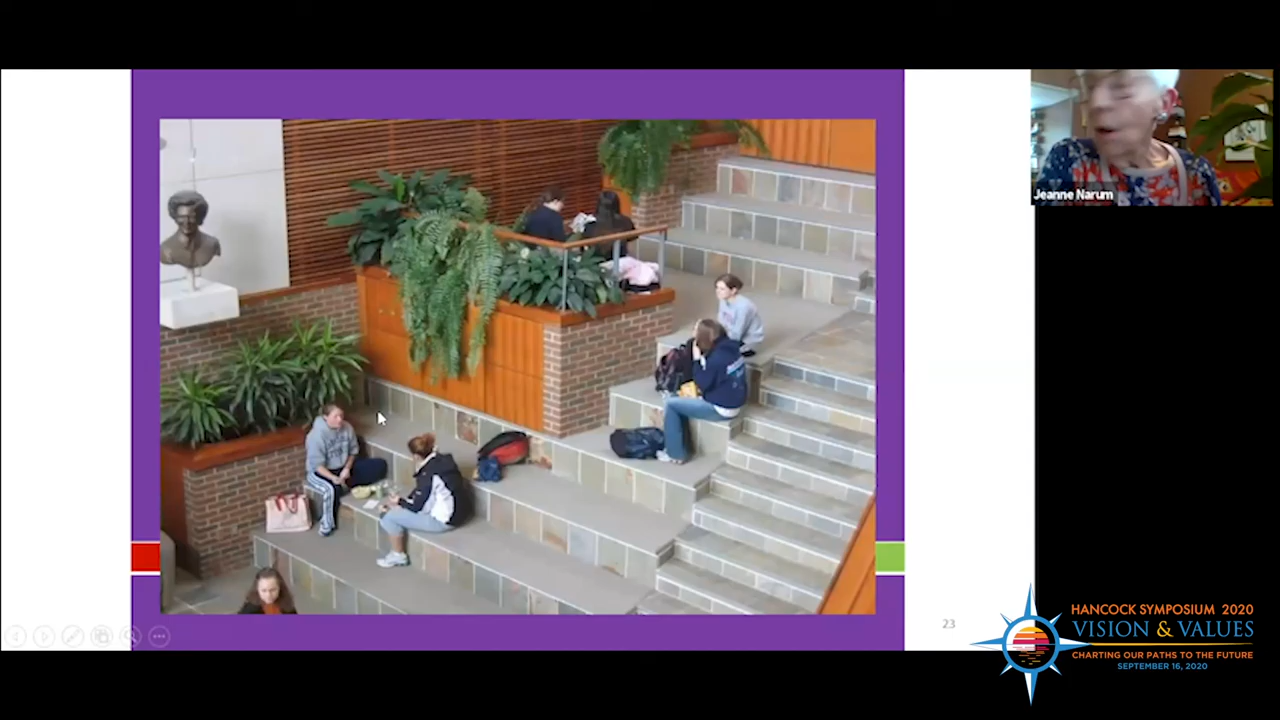 Jeanne Narum
23
HANCOCK SYMPOSIUM 2020
VISION & VALUES
CHARTING OUR PATHS TO THE FUTURE
SEPTEMBER 16, 2020